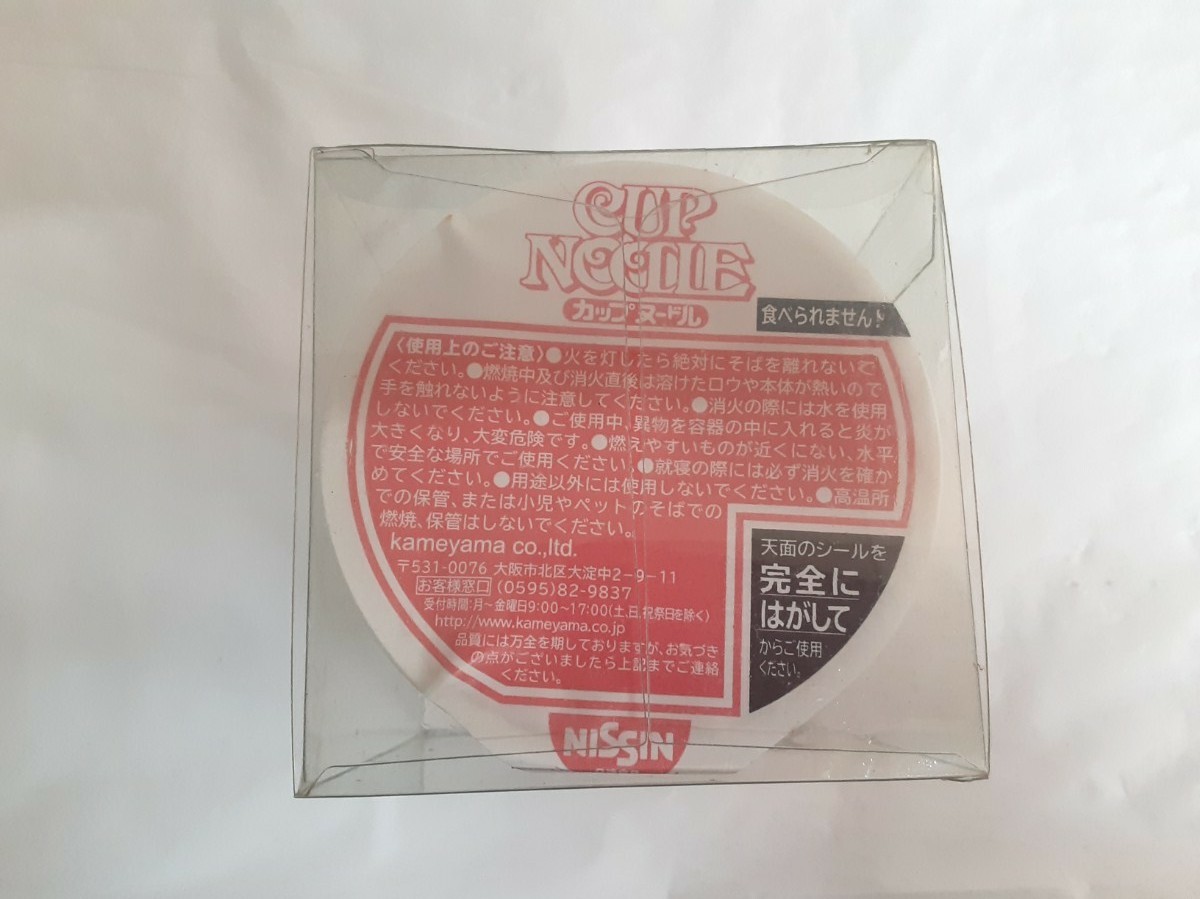 CUP
NOODLE
カップヌードル
食べられません!
〈使用上のご注意〉●火を灯したら絶対にそばを離れないで
ください。●燃焼中及び消火直後は溶けたロウや本体が熱いので
手を触れないように注意してください。●消火の際には水を使用
しないでください。●ご使用中、異物を容器の中に入れると炎が
大きくなり、大変危険です。●燃えやすいものが近くにない、水平
で安全な場所でご使用ください。●就寝の際には必ず消火を確か
めてください。●用途以外には使用しないでください。●高温所
での保管、または小児やペットのそばでの
燃焼、保管はしないでください。
kameyama co.,ltd.
〒531-0076 大阪市北区大淀中2-9-11
お客様窓口 (0595)82-9837
受付時間:月～金曜日9:00～17:00(土、日、祝祭日を除く)
http://www.kameyama.co.jp
品質には万全を期しておりますが、お気づき
の点がございましたら上記までご連絡
ください。
天面のシールを
完全に
はがして
からご使用
ください。
NISSIN